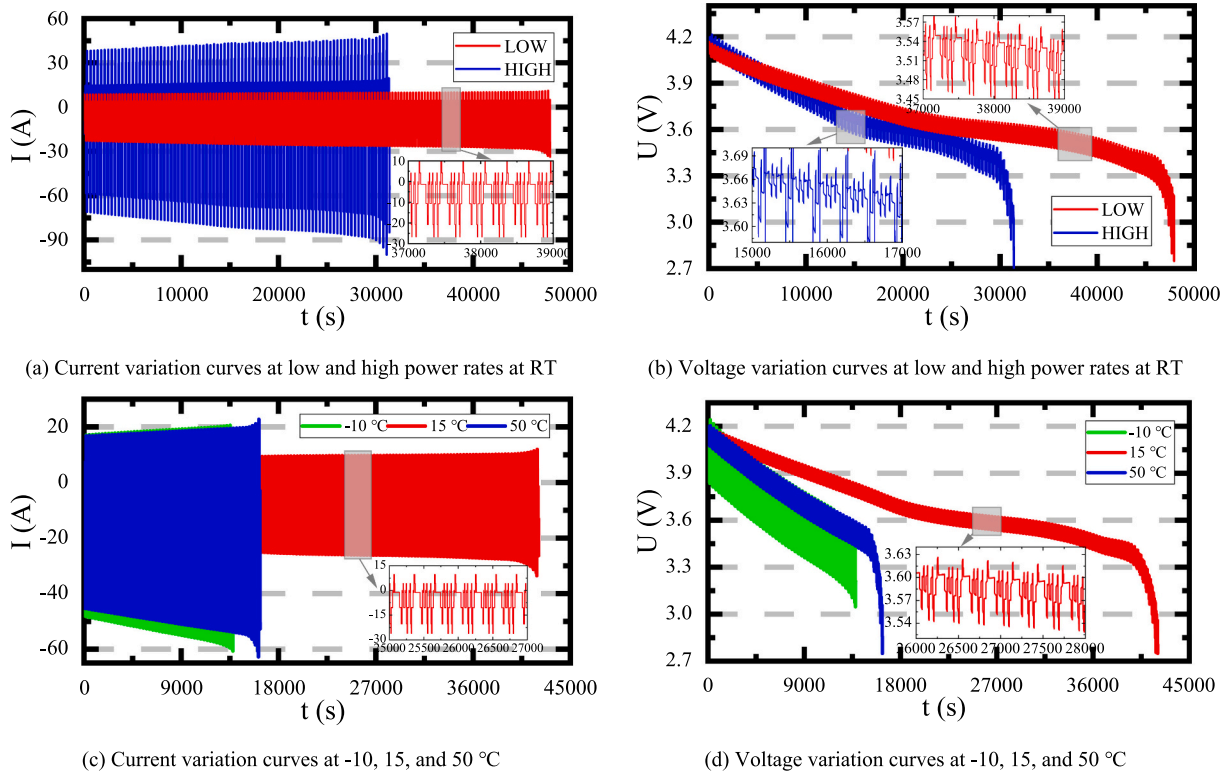 60
30
0
-30
-60
-90
I (A)
LOW
HIGH
10
0
-10
-20
-30
37000 38000 39000
0 10000 20000 30000 40000 50000
t (s)
4.2
3.9
3.6
3.3
3.0
2.7
U (V)
3.57
3.54
3.51
3.48
3.45
38000 39000
3.69
3.66
3.63
3.60
15000 16000 17000
LOW
HIGH
0 10000 20000 30000 40000 50000
t (s)
(a) Current variation curves at low and high power rates at RT
(b) Voltage variation curves at low and high power rates at RT
20
0
-20
-40
-60
I (A)
-10 ℃ 15 ℃ 50 ℃
15
0
-15
-30
25000 25500 26000 26500 27000
0 9000 18000 27000 36000 45000
t (s)
4.2
3.9
3.6
3.3
3.0
2.7
U (V)
-10 ℃
15 ℃
50 ℃
3.63
3.60
3.57
3.54
26000 26500 27000 27500 28000
0 9000 18000 27000 36000 45000
t (s)
(c) Current variation curves at -10, 15, and 50 ℃
(d) Voltage variation curves at -10, 15, and 50 ℃